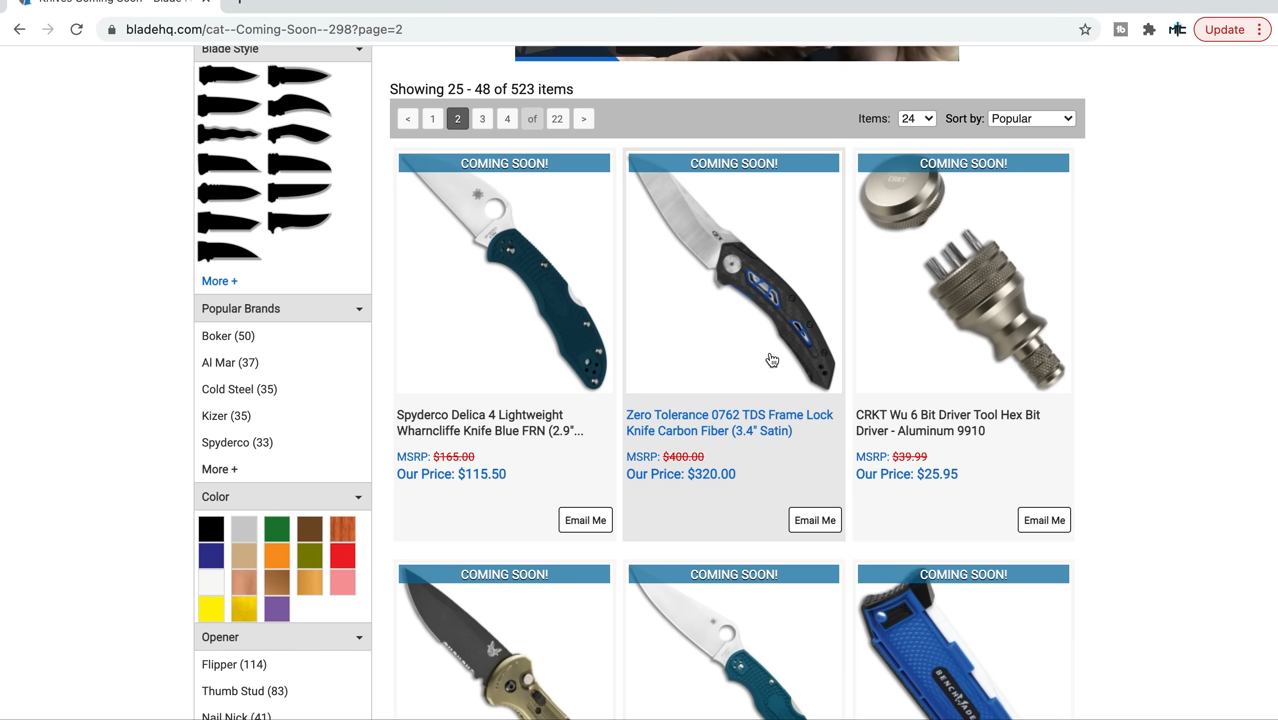 bladehq.com/cat--Coming-Soon--298?page=2
Update
Blade Style
More +
Popular Brands
Boker (50)
Al Mar (37)
Cold Steel (35)
Kizer (35)
Spyderco (33)
More +
Color
Opener
Flipper (114)
Thumb Stud (83)
Nail Nick (41)
Showing 25 - 48 of 523 items
< 1 2 3 4 of 22 >
Items: 24 Sort by: Popular
COMING SOON!
Spyderco Delica 4 Lightweight
Wharncliffe Knife Blue FRN (2.9"...
MSRP: $165.00
Our Price: $115.50
Email Me
COMING SOON!
Zero Tolerance 0762 TDS Frame Lock
Knife Carbon Fiber (3.4" Satin)
MSRP: $400.00
Our Price: $320.00
Email Me
COMING SOON!
CRKT
CRKT Wu 6 Bit Driver Tool Hex Bit
Driver - Aluminum 9910
MSRP: $39.99
Our Price: $25.95
Email Me
COMING SOON!
COMING SOON!
COMING SOON!
BENCHMADE